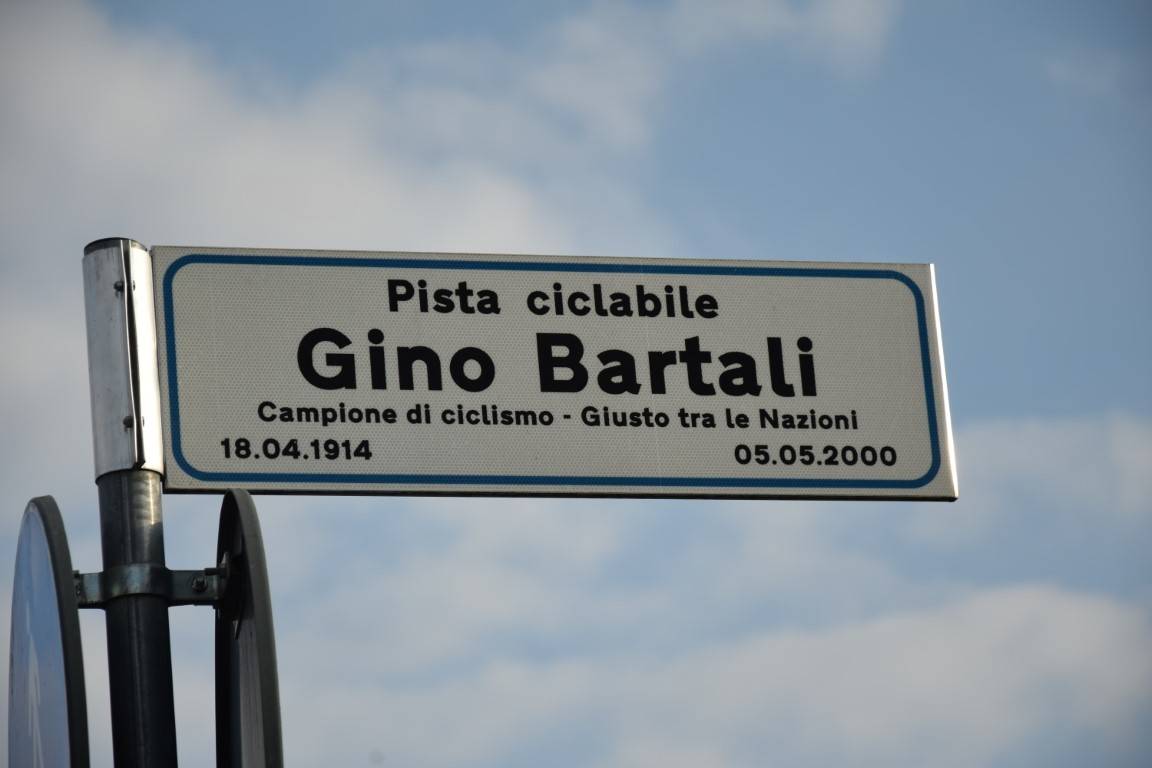 Pista ciclabile
Gino Bartali
Campione di ciclismo - Giusto tra le Nazioni
18.04.1914 05.05.2000